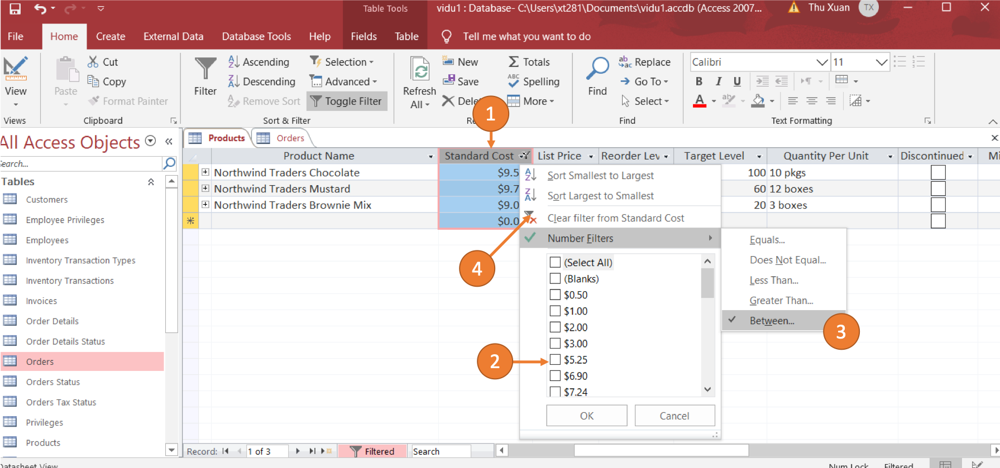 Table Tools
vidu1 : Database- C:\Users\xt281\Documents\vidu1.accdb (Access 2007...
Thu Xuan
TX
File
Home
Create
External Data
Database Tools
Help
Fields
Table
Tell me what you want to do
View
Views
Paste
Cut
Copy
Format Painter
Clipboard
Filter
Ascending
Descending
Remove Sort
Selection
Advanced
Toggle Filter
Sort & Filter
Refresh
All
New
Save
Totals
Spelling
More
Find
Replace
Go To
Select
Find
Calibri
11
B I U
A
Text Formatting
1
All Access Objects
Search...
Tables
Customers
Employee Privileges
Employees
Inventory Transaction Types
Inventory Transactions
Invoices
Order Details
Order Details Status
Orders
Orders Status
Orders Tax Status
Privileges
Products
Products
Orders
Product Name
Standard Cost
List Price
Reorder Lev
Target Level
Quantity Per Unit
Discontinued
Mi
Northwind Traders Chocolate
$9.5
100
10 pkgs
Northwind Traders Mustard
$9.7
60
12 boxes
Northwind Traders Brownie Mix
$9.0
20
3 boxes
$0.0
Sort Smallest to Largest
Sort Largest to Smallest
Clear filter from Standard Cost
Number Filters
4
(Select All)
(Blanks)
$0.50
$1.00
$2.00
$3.00
$5.25
$6.90
$7.24
2
OK
Cancel
Equals...
Does Not Equal...
Less Than...
Greater Than...
Between...
3
Record:
1 of 3
Filtered
Search
Datasheet View
Num Lock
Filtered